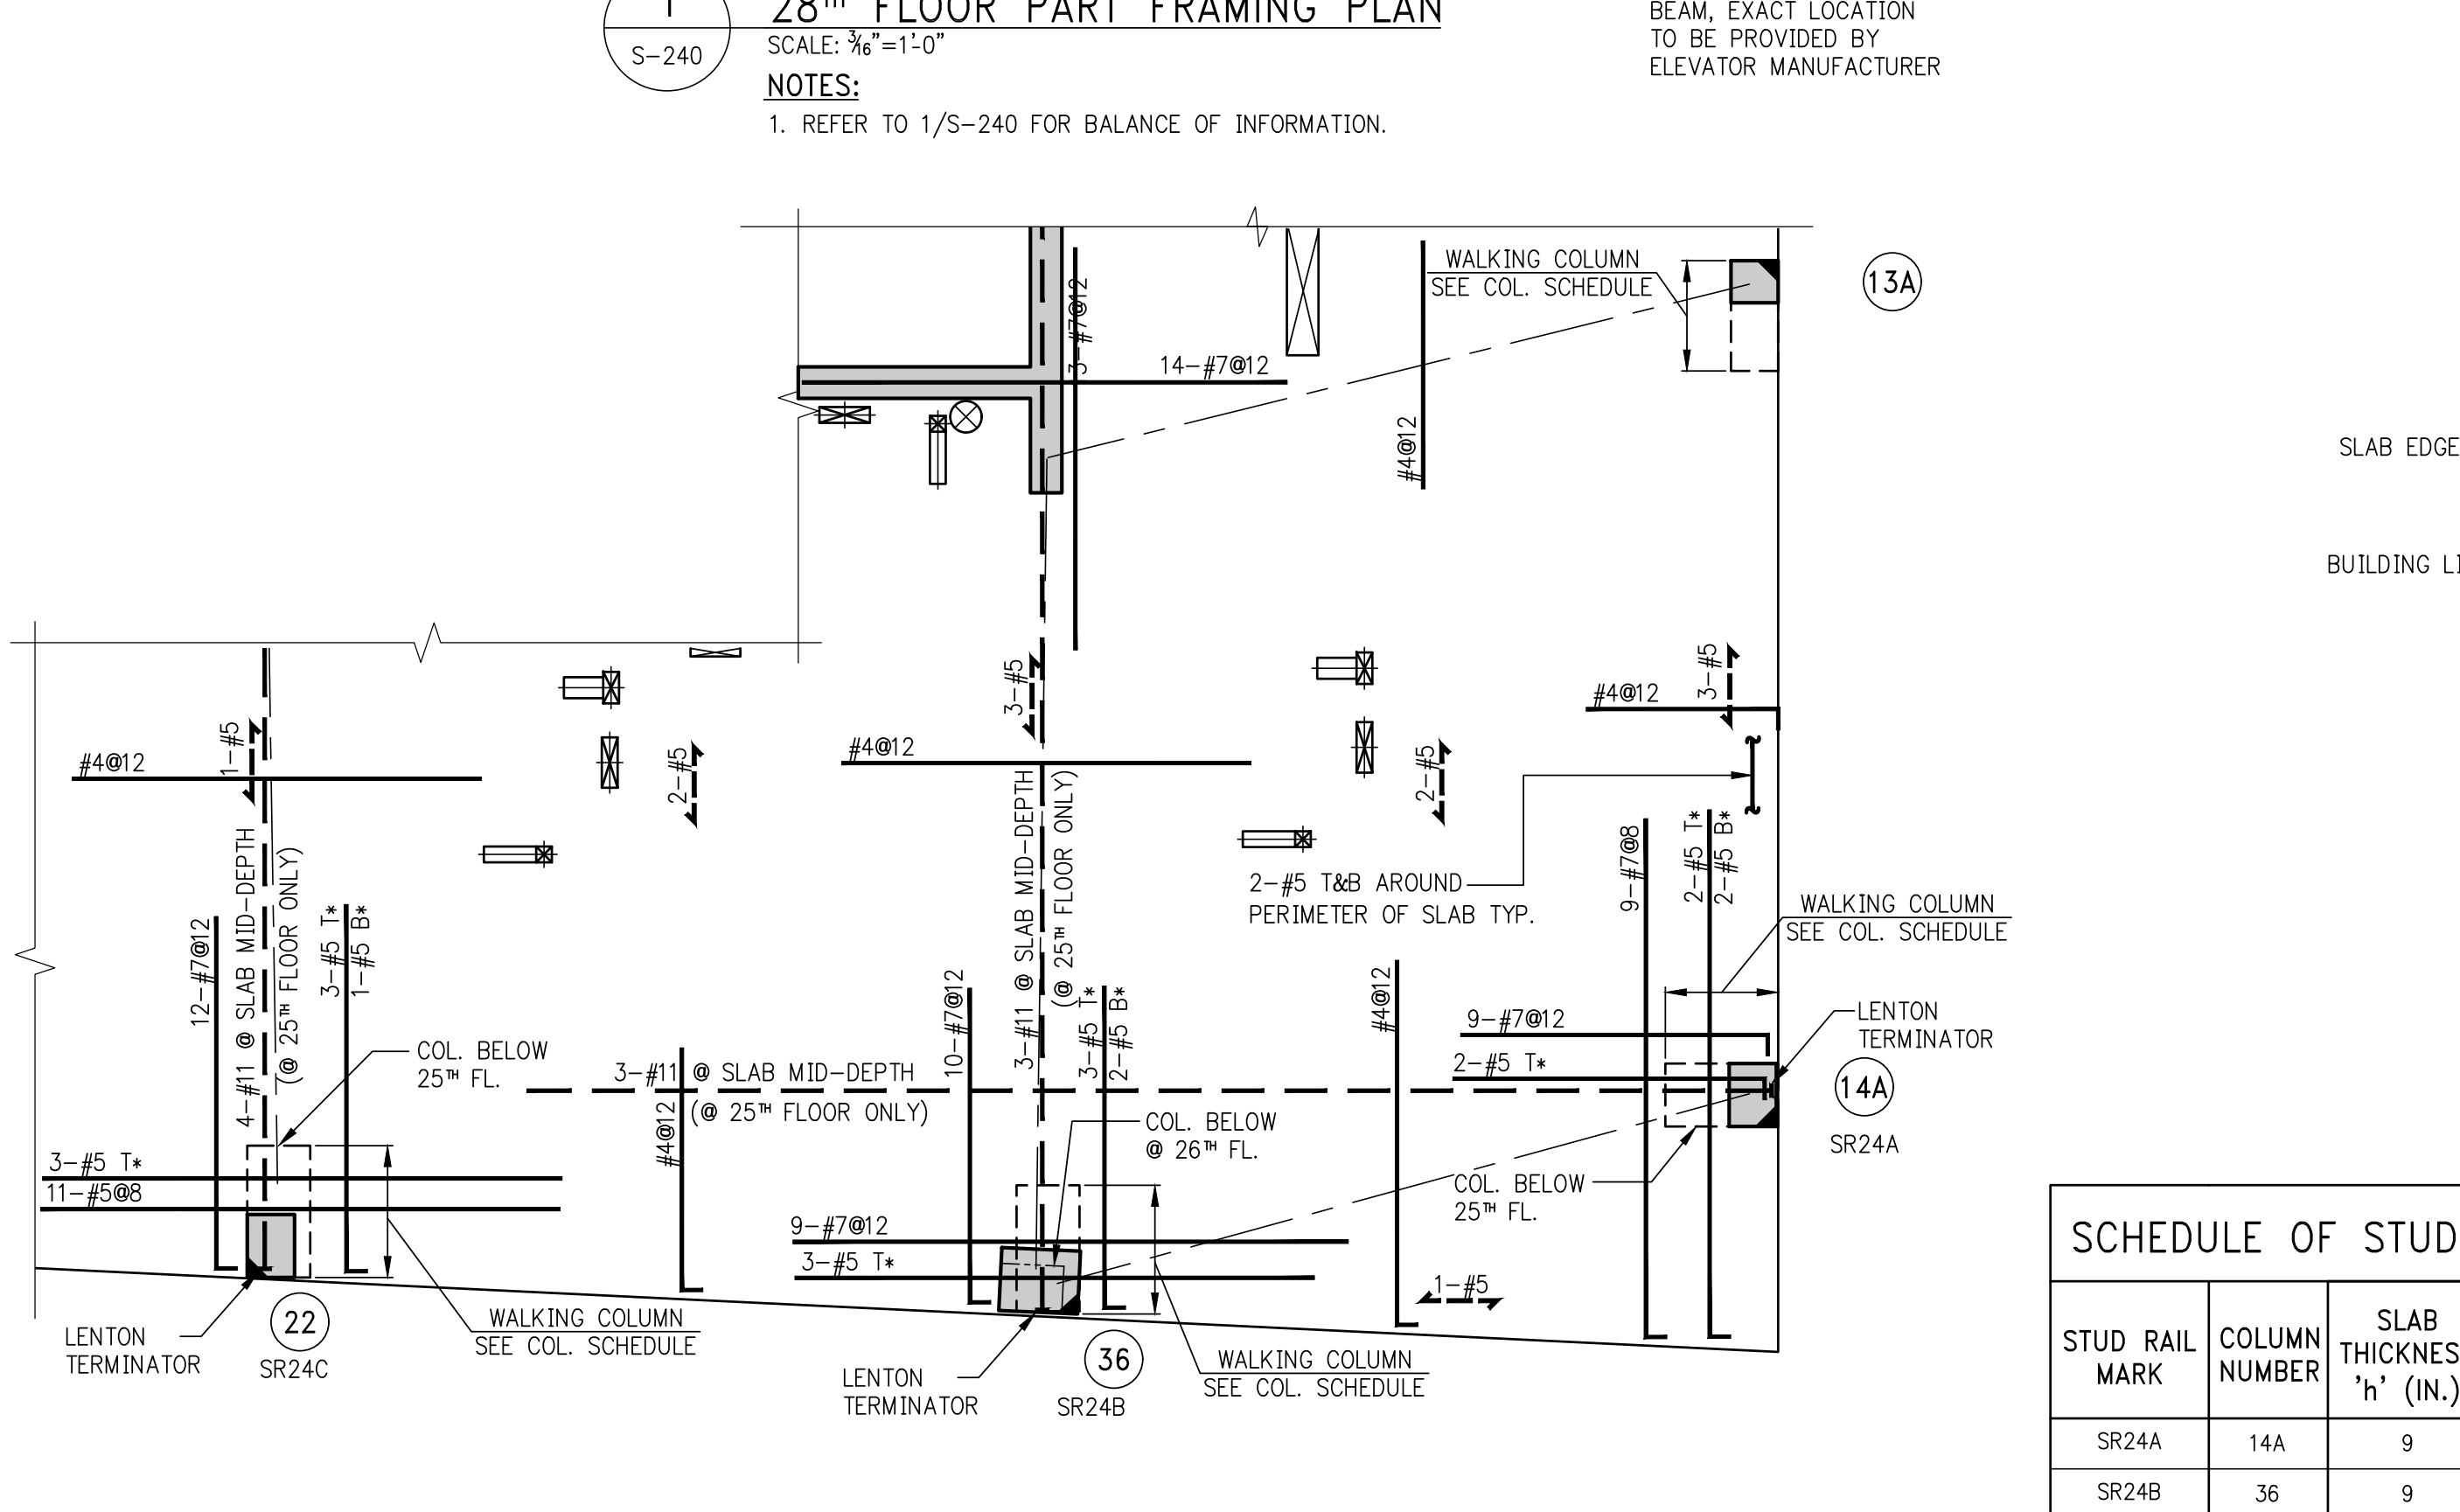 28TH FLOOR PART FRAMING PLAN
S-240
SCALE: 3/16"=1'-0"
NOTES:
1. REFER TO 1/S-240 FOR BALANCE OF INFORMATION.
BEAM, EXACT LOCATION
TO BE PROVIDED BY
ELEVATOR MANUFACTURER
WALKING COLUMN
SEE COL. SCHEDULE
13A
3-#7@12
14-#7@12
#4@12
SLAB EDGE
BUILDING
#4@12
1-#5
2-#5
3-#5
#4@12
2-#5
#4@12
3-#5
2-#5 T&B AROUND
PERIMETER OF SLAB TYP.
9-#7@8
2-#5 T*
2-#5 B*
WALKING COLUMN
SEE COL. SCHEDULE
12-#7@12
4-#11 @ SLAB MID-DEPTH
(@ 25TH FLOOR ONLY)
3-#5 T*
1-#5 B*
COL. BELOW
25TH FL.
3-#11 @ SLAB MID-DEPTH
(@ 25TH FLOOR ONLY)
#4@12
10-#7@12
3-#11 @ SLAB MID-DEPTH
(@ 25TH FLOOR ONLY)
3-#5 T*
2-#5 B*
#4@12
9-#7@12
2-#5 T*
LENTON
TERMINATOR
14A
SR24A
COL. BELOW
@ 26TH FL.
COL. BELOW
25TH FL.
3-#5 T*
11-#5@8
9-#7@12
3-#5 T*
1-#5
LENTON
TERMINATOR
22
SR24C
WALKING COLUMN
SEE COL. SCHEDULE
LENTON
TERMINATOR
36
SR24B
WALKING COLUMN
SEE COL. SCHEDULE
SCHEDULE OF STUD
STUD RAIL
MARK
COLUMN
NUMBER
SLAB
THICKNES
'h' (IN.)
SR24A 14A 9
SR24B 36 9